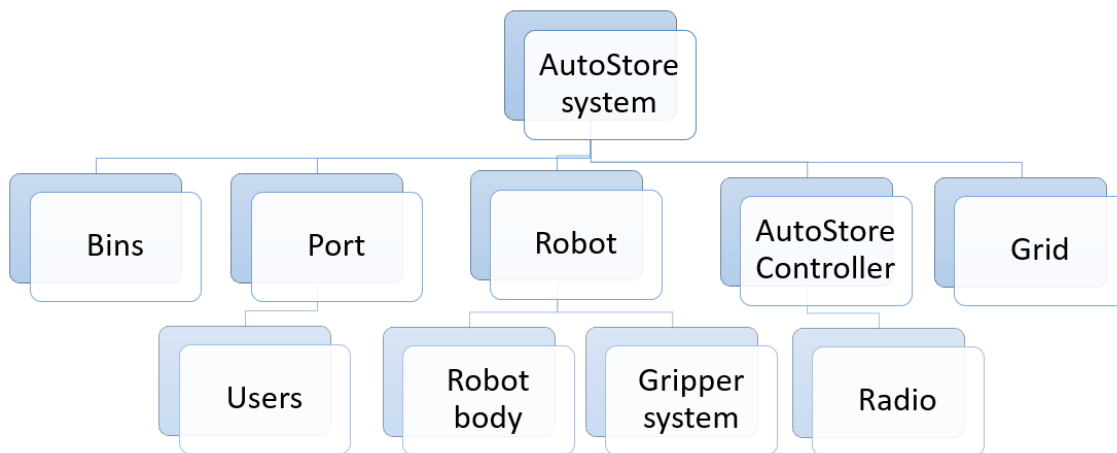 AutoStore
system
Bins
Port
Robot
AutoStore
Controller
Grid
Users
Robot
body
Gripper
system
Radio